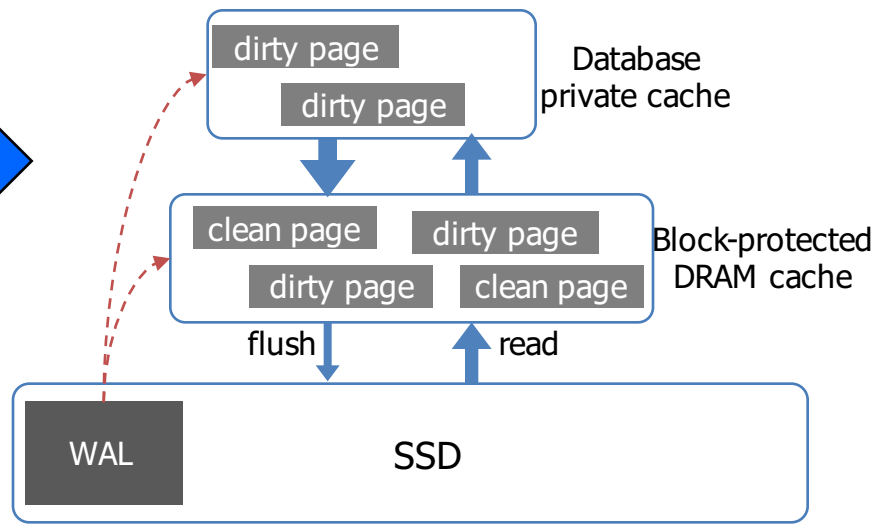 dirty page
dirty page
Database
private cache
clean page
dirty page
dirty page
clean page
Block-protected
DRAM cache
flush
read
WAL
SSD